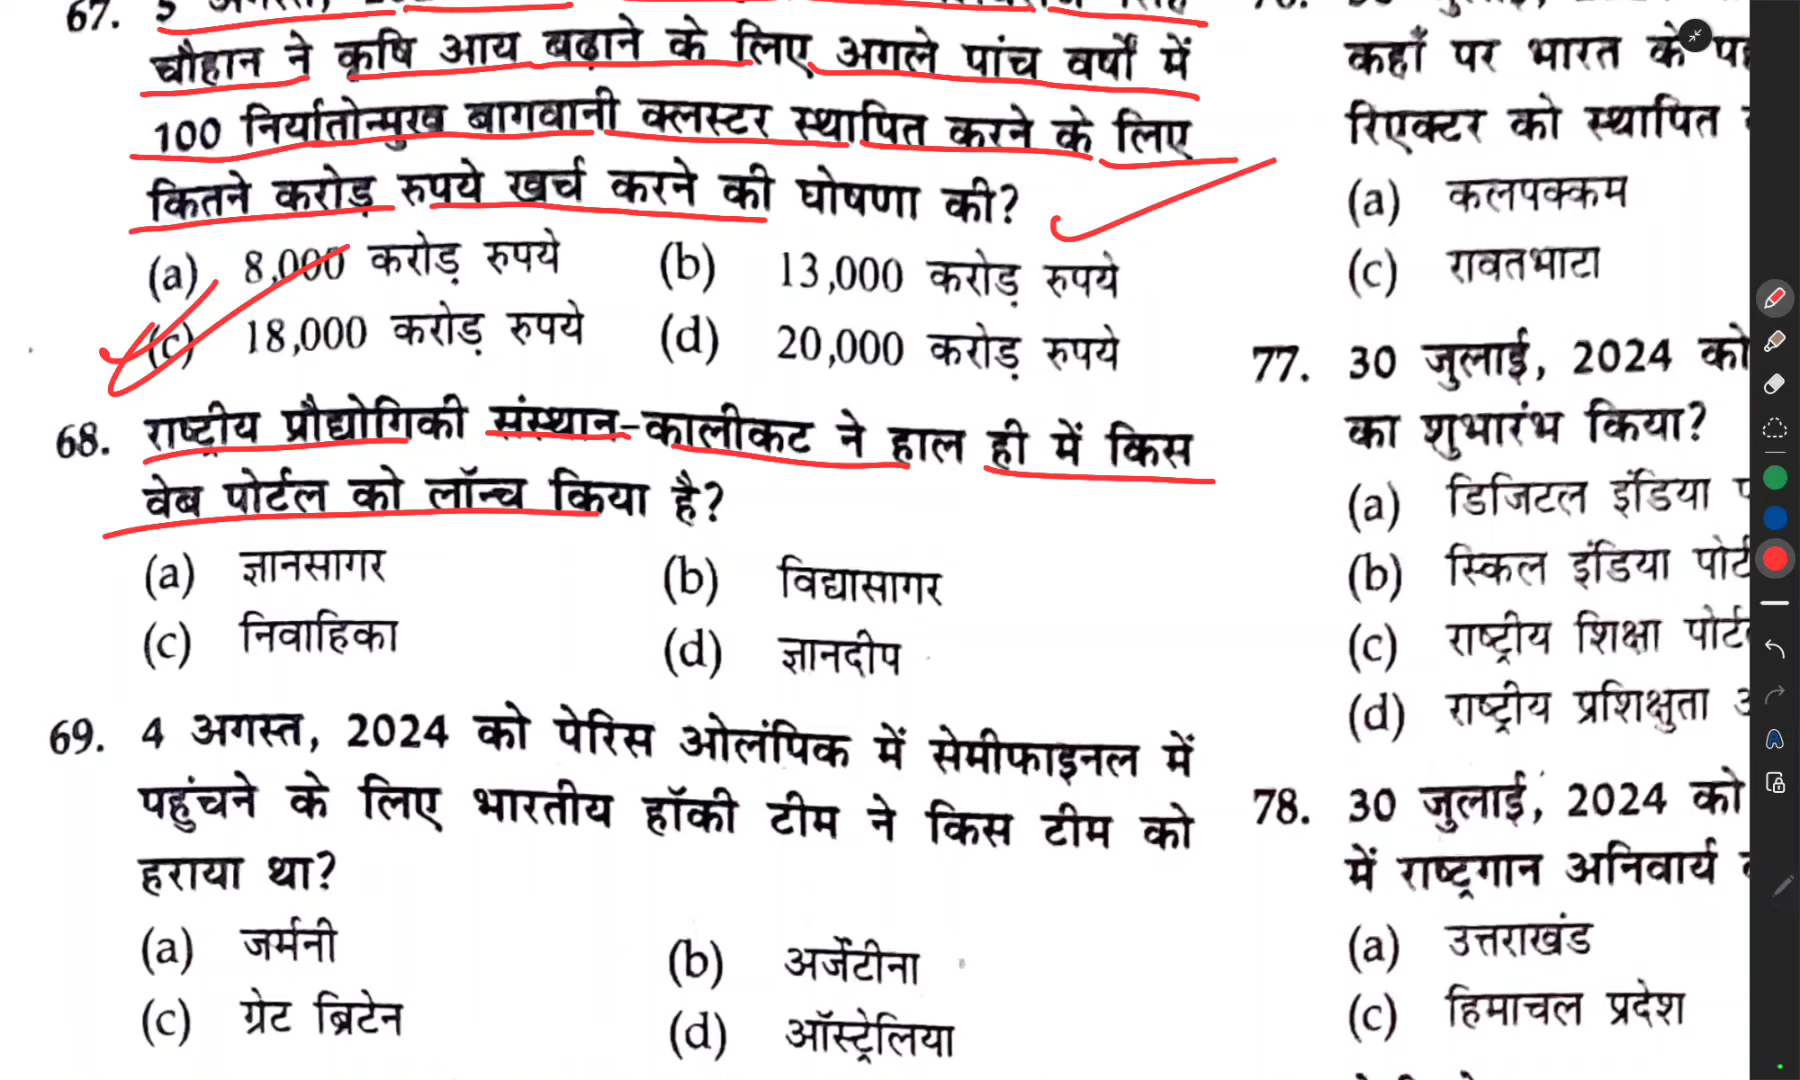 67. 5 अगस्त,
चौहान ने कृषि आय बढ़ाने के लिए अगले पांच वर्षों में
100 निर्यातोन्मुख बागवानी क्लस्टर स्थापित करने के लिए
कितने करोड़ रुपये खर्च करने की घोषणा की?
(a) 8,000 करोड़ रुपये (b) 13,000 करोड़ रुपये
(c) 18,000 करोड़ रुपये (d) 20,000 करोड़ रुपये
68. राष्ट्रीय प्रौद्योगिकी संस्थान-कालीकट ने हाल ही में किस
वेब पोर्टल को लॉन्च किया है?
(a) ज्ञानसागर (b) विद्यासागर
(c) निवाहिका (d) ज्ञानदीप
69. 4 अगस्त, 2024 को पेरिस ओलंपिक में सेमीफाइनल में
पहुंचने के लिए भारतीय हॉकी टीम ने किस टीम को
हराया था?
(a) जर्मनी (b) अर्जेंटीना
(c) ग्रेट ब्रिटेन (d) ऑस्ट्रेलिया
कहाँ पर भारत के
रिएक्टर को स्थापित
(a) कलपक्कम
(c) रावतभाटा
77. 30 जुलाई, 2024 को
का शुभारंभ किया?
(a) डिजिटल इंडिया
(b) स्किल इंडिया
(c) राष्ट्रीय शिक्षा
(d) राष्ट्रीय प्रशिक्षुता
78. 30 जुलाई, 2024 को
में राष्ट्रगान अनिवार्य
(a) उत्तराखंड
(c) हिमाचल प्रदेश